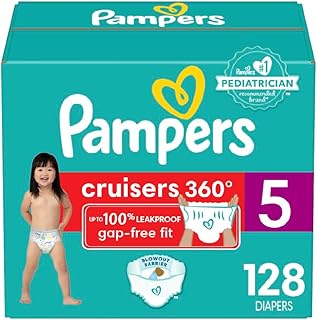 Pampers
Pampers #1
PEDIATRICIAN
recommended
brand*
Pampers
cruisers 360°
5
UP TO 100% LEAKPROOF
gap-free fit
BLOWOUT
BARRIER
128
DIAPERS